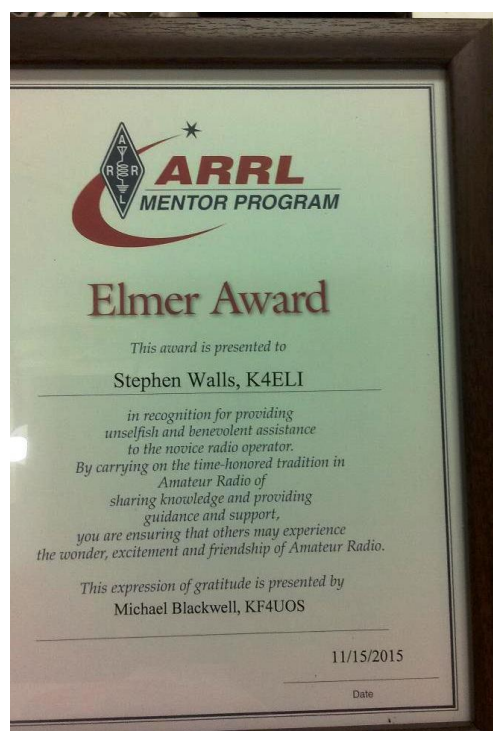 A
R R
L
ARRL
MENTOR PROGRAM
Elmer Award
This award is presented to
Stephen Walls, K4ELI
in recognition for providing
unselfish and benevolent assistance
to the novice radio operator.
By carrying on the time-honored tradition in
Amateur Radio of
sharing knowledge and providing
guidance and support,
you are ensuring that others may experience
the wonder, excitement and friendship of Amateur Radio.
This expression of gratitude is presented by
Michael Blackwell, KF4UOS
11/15/2015
Date